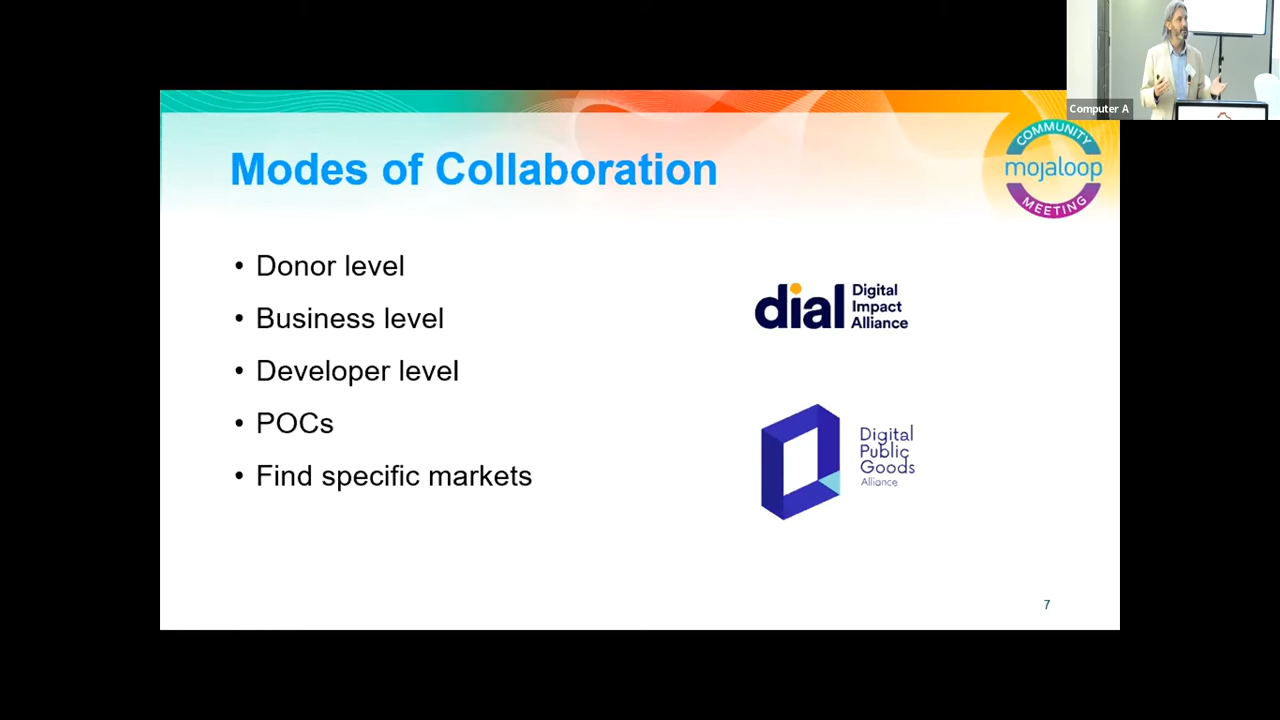 Computer A
Modes of Collaboration
COMMUNITY
mojaloop
MEETING
• Donor level
• Business level
• Developer level
• POCs
• Find specific markets
dial
Digital
Impact
Alliance
Digital
Public
Goods
Alliance
7